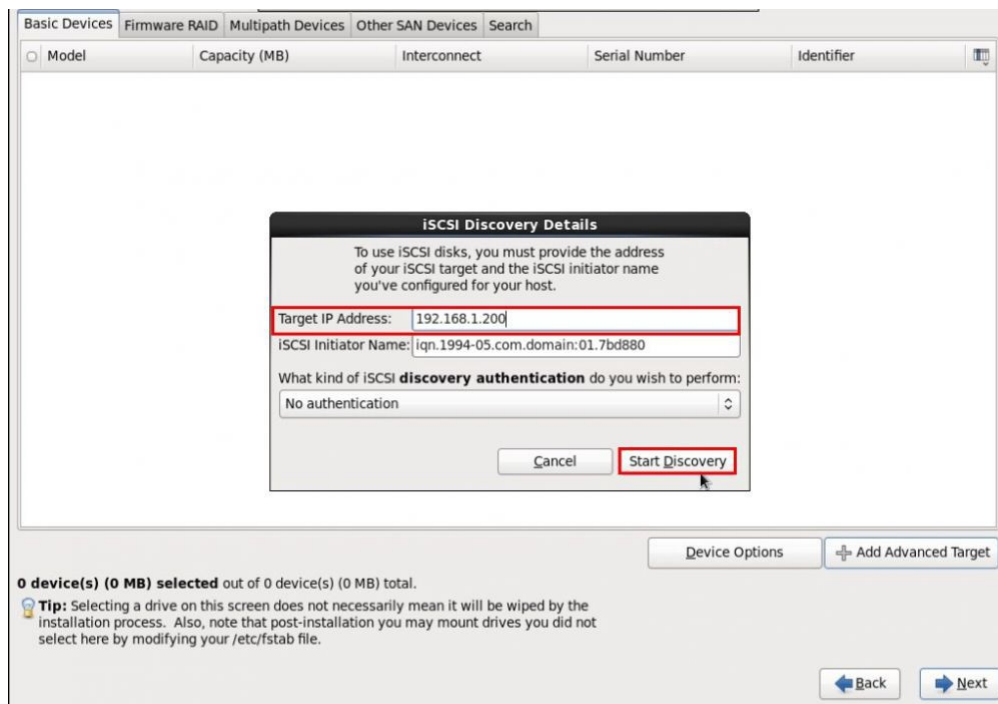 Basic Devices Firmware RAID Multipath Devices Other SAN Devices Search
Model Capacity (MB) Interconnect Serial Number Identifier
iSCSI Discovery Details
To use iSCSI disks, you must provide the address
of your iSCSI target and the iSCSI initiator name
you've configured for your host.
Target IP Address: 192.168.1.200
iSCSI Initiator Name: iqn.1994-05.com.domain:01.7bd880
What kind of iSCSI discovery authentication do you wish to perform:
No authentication
Cancel Start Discovery
Device Options Add Advanced Target
0 device(s) (0 MB) selected out of 0 device(s) (0 MB) total.
Tip: Selecting a drive on this screen does not necessarily mean it will be wiped by the
installation process. Also, note that post-installation you may mount drives you did not
select here by modifying your /etc/fstab file.
Back Next